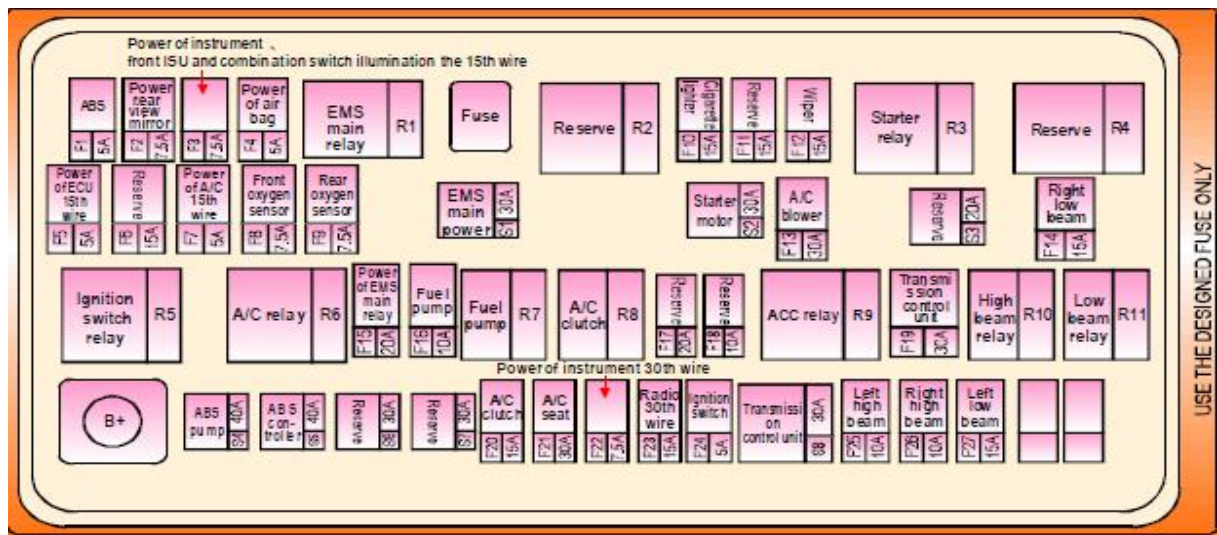 Power of instrument 、
front ISU and combination switch illumination the 15th wire
ABS
F1
5A
Power
rear
view
mirror
F2
7.5A
F3
7.5A
Power
of air
bag
F4
5A
EMS
main
relay
R1
Fuse
Reserve
R2
Cigarette
lighter
F10
15A
Reserve
F11
15A
Wiper
F12
15A
Starter
relay
R3
Reserve
R4
Power
of ECU
15th
wire
F5
5A
Reserve
F6
15A
Power
of A/C
15th
wire
F7
5A
Front
oxygen
sensor
F8
7.5A
Rear
oxygen
sensor
F9
7.5A
EMS
main
power
S1
30A
Starter
motor
S2
30A
A/C
blower
F13
30A
Reserve
S3
20A
Right
low
beam
F14
15A
Ignition
switch
relay
R5
A/C relay
R6
Power
of EMS
main
relay
F15
20A
Fuel
pump
F16
10A
Fuel
pump
R7
A/C
clutch
R8
Reserve
F17
20A
Reserve
F18
10A
ACC relay
R9
Transmi
ssion
control
unit
F19
30A
High
beam
relay
R10
Low
beam
relay
R11
Power of instrument 30th wire
B+
ABS
pump
S4
40A
ABS
con-
troller
S5
40A
Reserve
S6
30A
Reserve
S7
30A
A/C
clutch
F20
15A
A/C
seat
F21
30A
F22
7.5A
Radio
30th
wire
F23
15A
Ignition
switch
F24
5A
Transmissi
on
control unit
S8
30A
Left
high
beam
F25
10A
Right
high
beam
F26
10A
Left
low
beam
F27
15A
USE THE DESIGNED FUSE ONLY